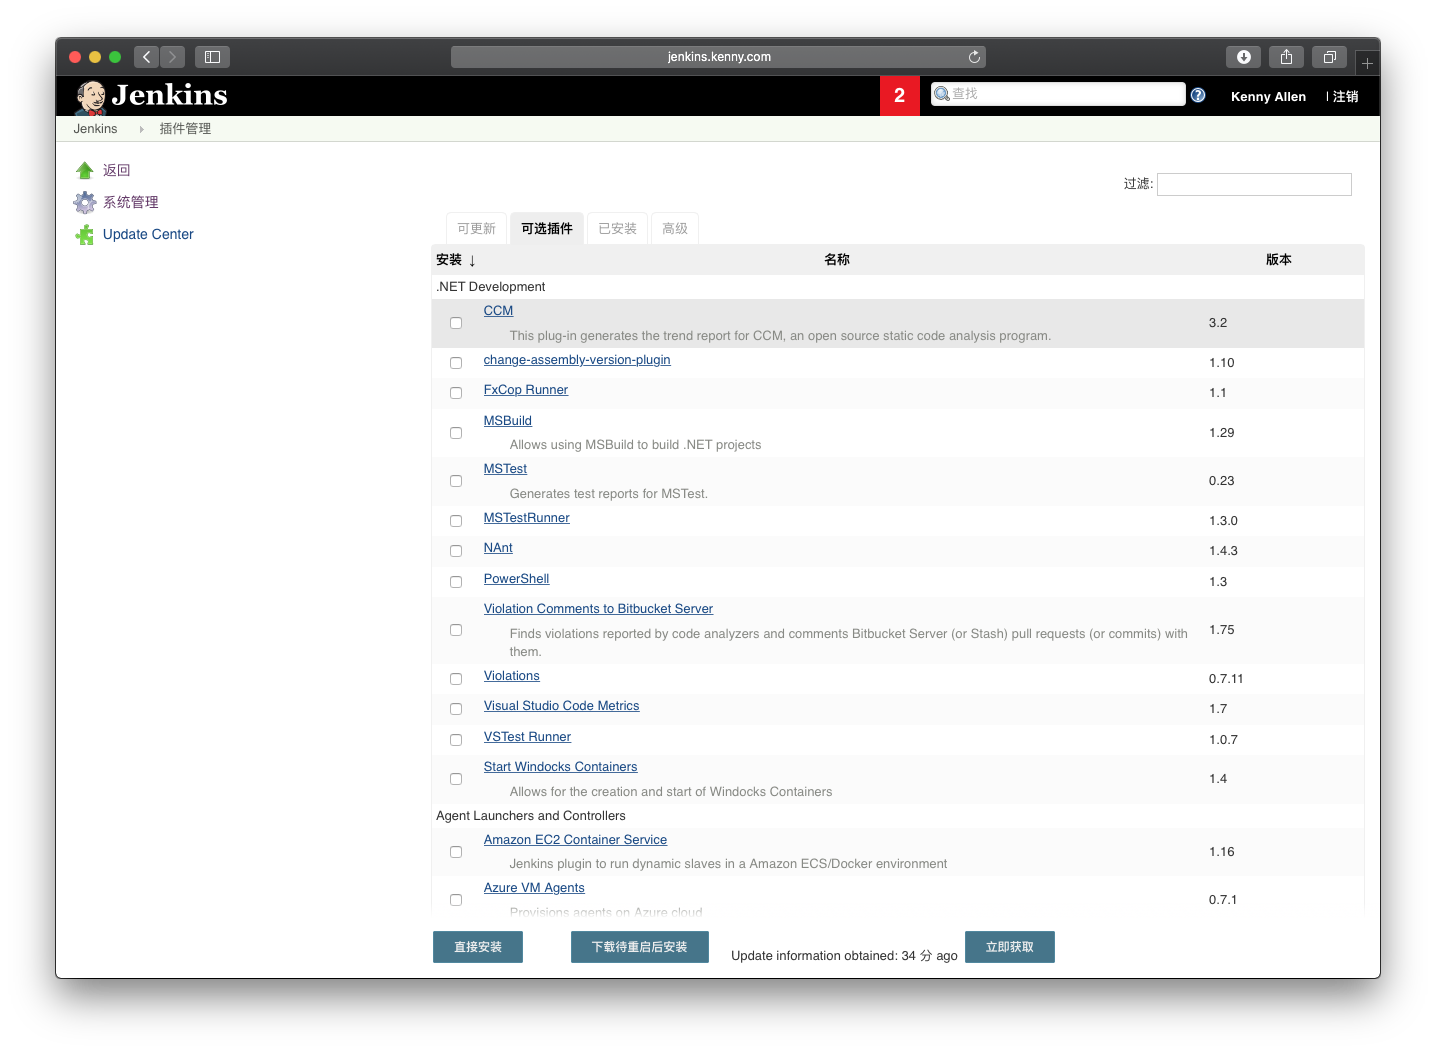 jenkins.kenny.com
Jenkins
2
查找
Kenny Allen
| 注销
Jenkins
插件管理
返回
系统管理
Update Center
过滤:
可更新
可选插件
已安装
高级
安装 ↓
名称
版本
.NET Development
CCM
This plug-in generates the trend report for CCM, an open source static code analysis program.
3.2
change-assembly-version-plugin
1.10
FxCop Runner
1.1
MSBuild
Allows using MSBuild to build .NET projects
1.29
MSTest
Generates test reports for MSTest.
0.23
MSTestRunner
1.3.0
NAnt
1.4.3
PowerShell
1.3
Violation Comments to Bitbucket Server
Finds violations reported by code analyzers and comments Bitbucket Server (or Stash) pull requests (or commits) with
them.
1.75
Violations
0.7.11
Visual Studio Code Metrics
1.7
VSTest Runner
1.0.7
Start Windocks Containers
Allows for the creation and start of Windocks Containers
1.4
Agent Launchers and Controllers
Amazon EC2 Container Service
Jenkins plugin to run dynamic slaves in a Amazon ECS/Docker environment
1.16
Azure VM Agents
Provisions agents on Azure cloud
0.7.1
直接安装
下载待重启后安装
Update information obtained: 34 分 ago
立即获取